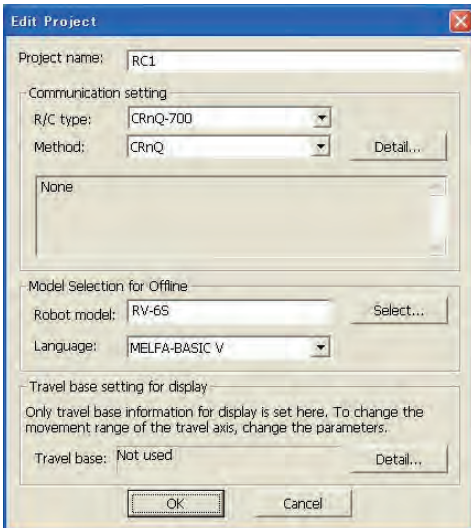 Edit Project
Project name: RC1
Communication setting
R/C type: CRnQ-700
Method: CRnQ Detail...
None
Model Selection for Offline
Robot model: RV-6S Select...
Language: MELFA-BASIC V
Travel base setting for display
Only travel base information for display is set here. To change the
movement range of the travel axis, change the parameters.
Travel base: Not used Detail...
OK Cancel